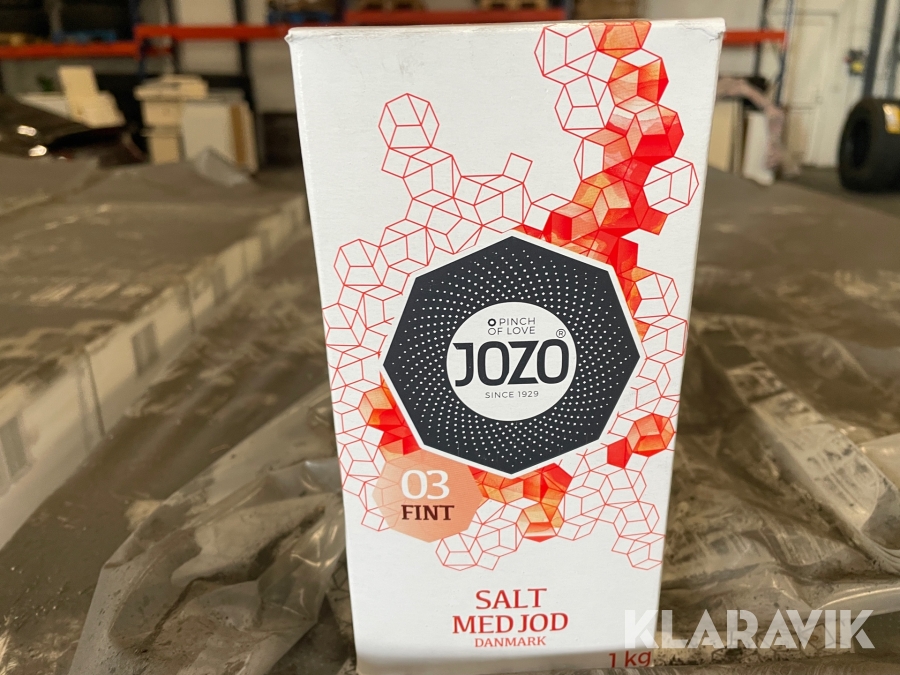 PINCH
OF LOVE
JOZO®
SINCE 1929
03
FINT
SALT
MED JOD
DANMARK
1 kg
KLARAVIK